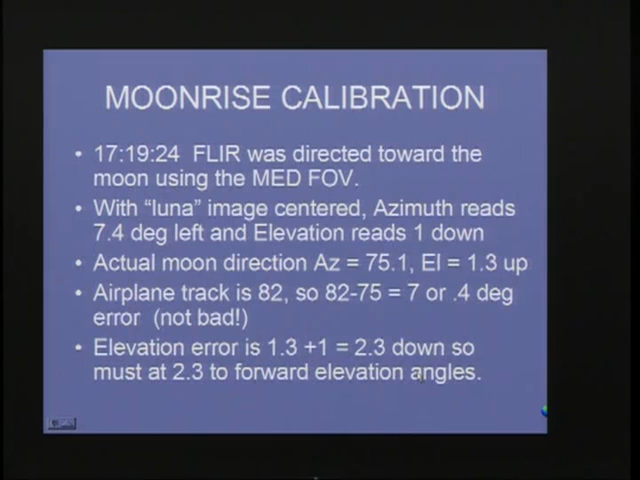 MOONRISE CALIBRATION
• 17:19:24 FLIR was directed toward the
moon using the MED FOV.
• With “luna” image centered, Azimuth reads
7.4 deg left and Elevation reads 1 down
• Actual moon direction Az = 75.1, El = 1.3 up
• Airplane track is 82, so 82-75 = 7 or .4 deg
error (not bad!)
• Elevation error is 1.3 +1 = 2.3 down so
must at 2.3 to forward elevation angles.